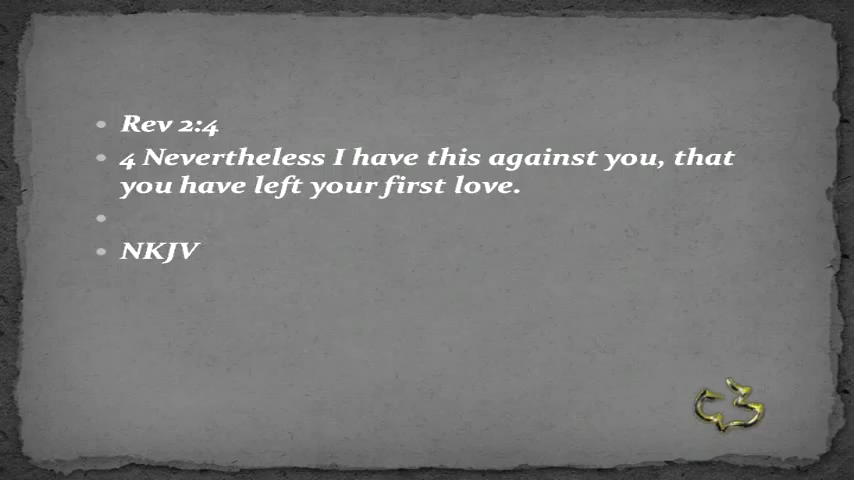 Rev 2:4
4 Nevertheless I have this against you, that
you have left your first love.
NKJV